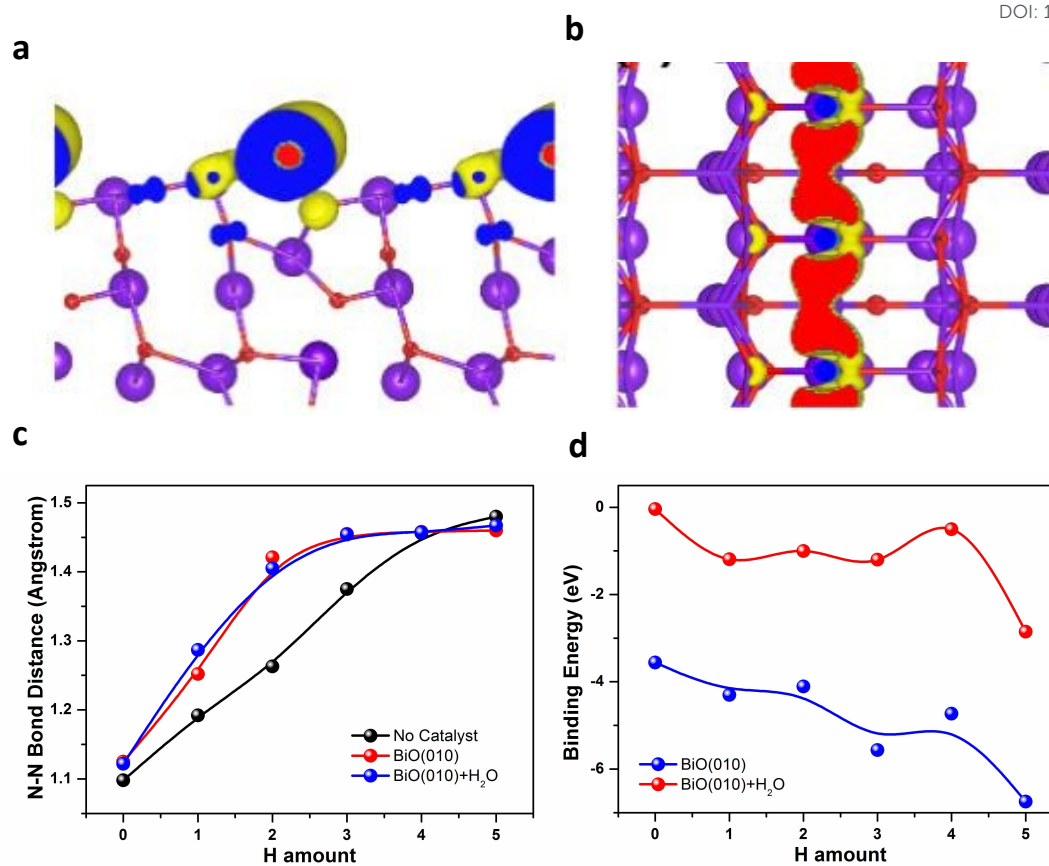 DOI: 1
a
b
c
d
N-N Bond Distance (Angstrom)
1.5
1.4
1.3
1.2
1.1
0 1 2 3 4 5
H amount
No Catalyst
BiO(010)
BiO(010)+H₂O
Binding Energy (eV)
0
-2
-4
-6
0 1 2 3 4 5
H amount
BiO(010)
BiO(010)+H₂O